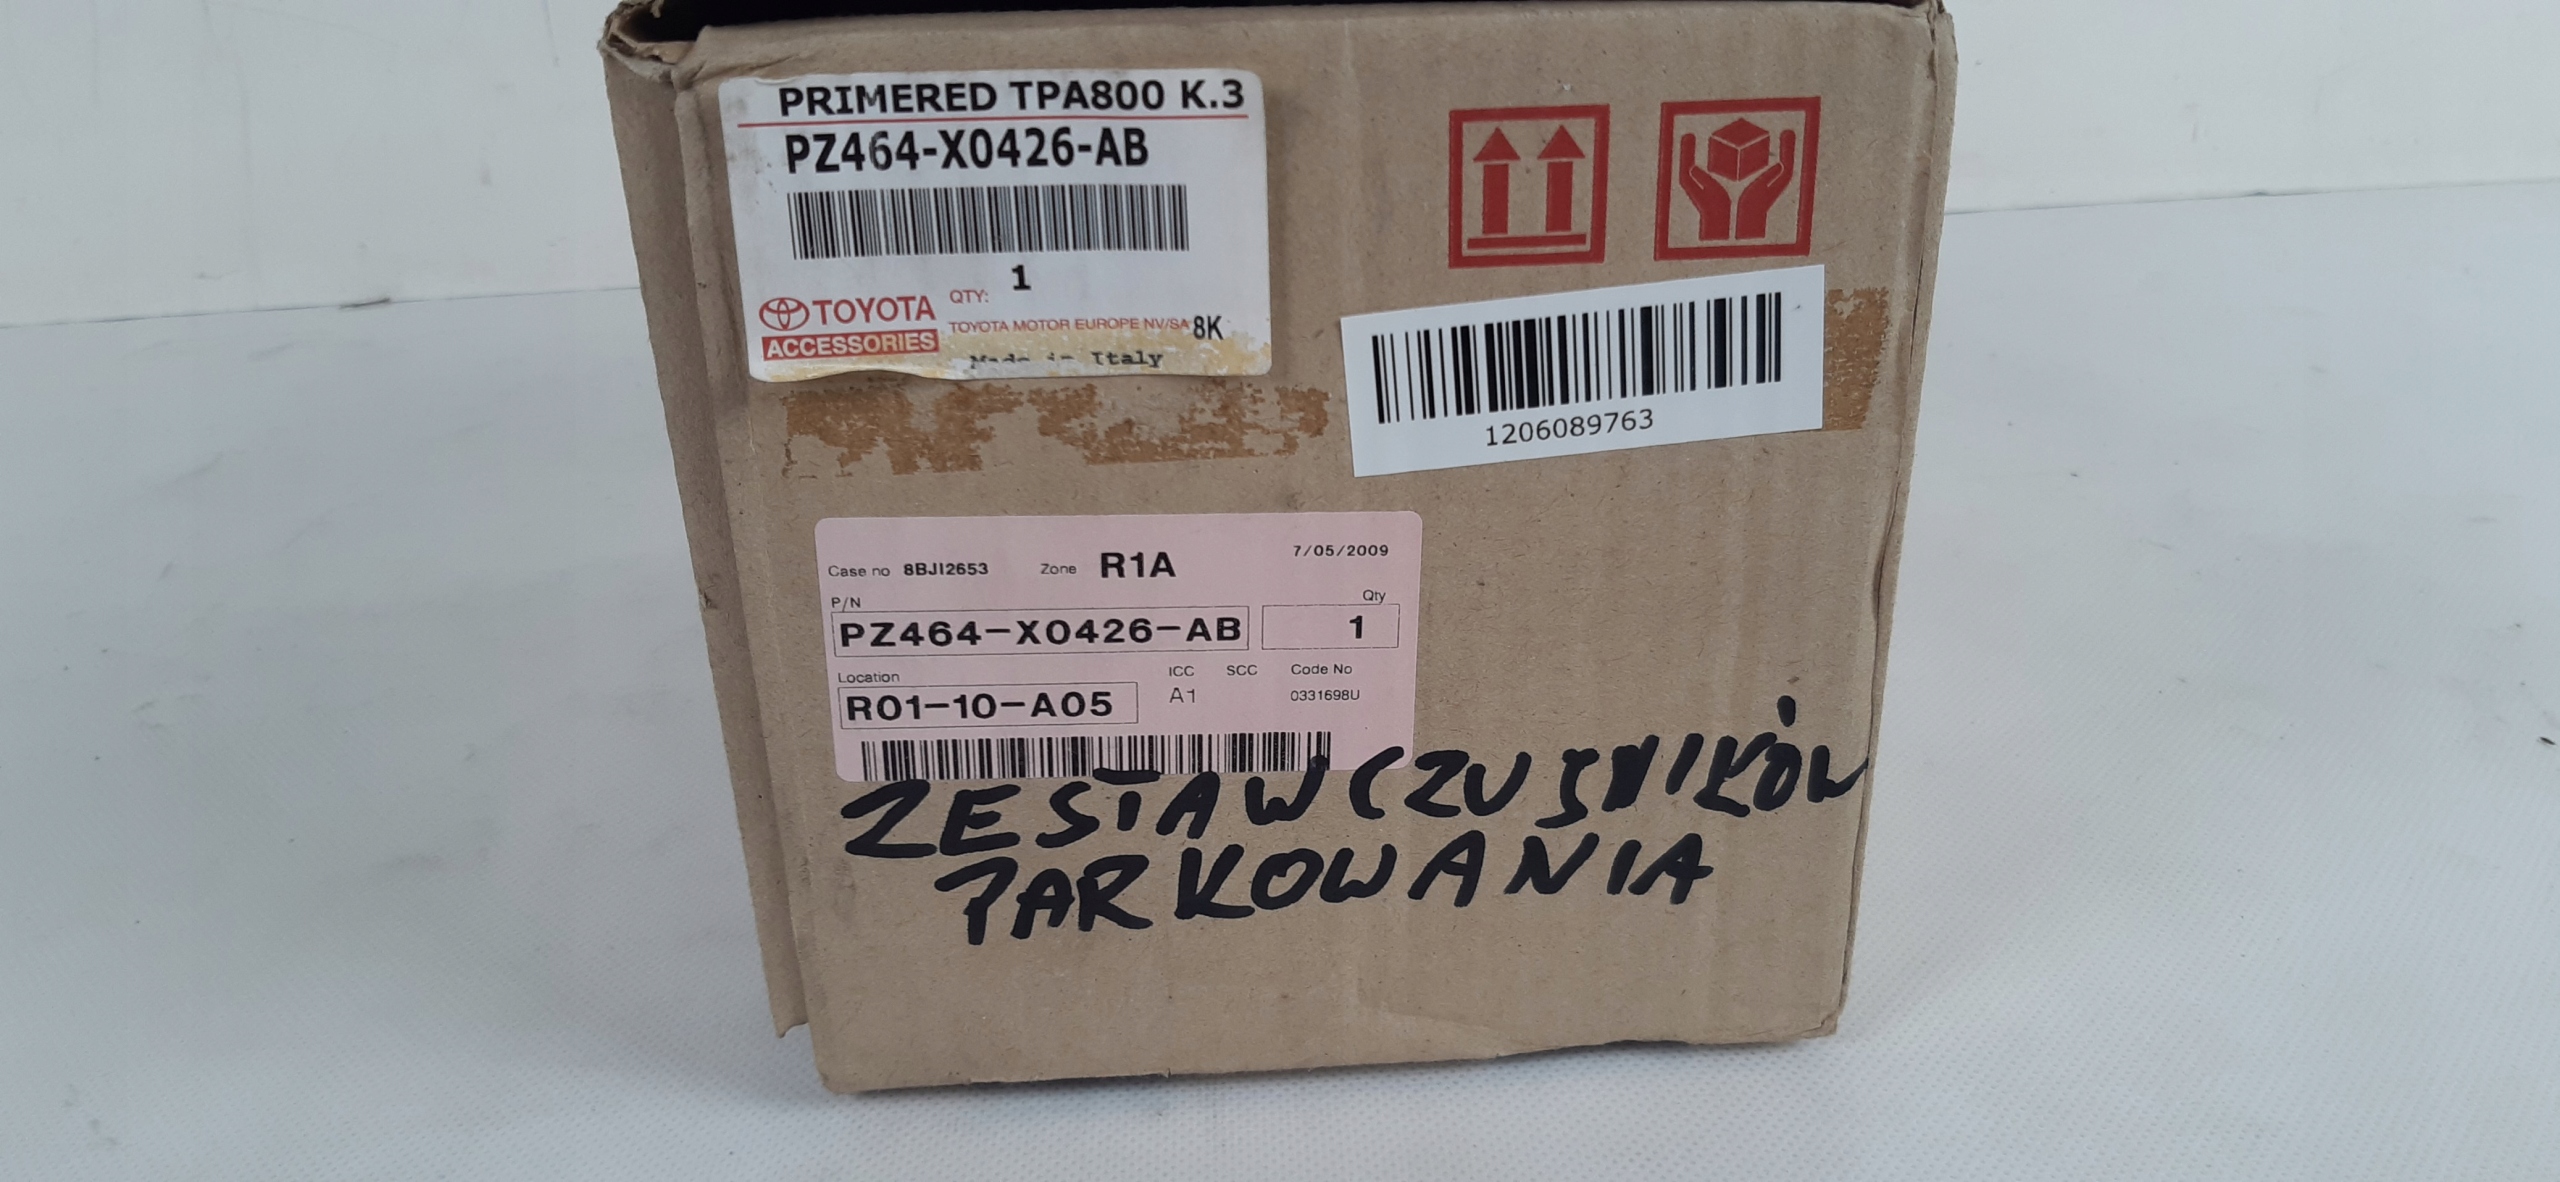 PRIMERED TPA800 K.3
PZ464-X0426-AB
1
QTY:
TOYOTA
ACCESSORIES
TOYOTA MOTOR EUROPE NV/SA 8K
Made in Italy
1206089763
Case no 8BJI2653 Zone R1A 7/05/2009
P/N Qty
PZ464-X0426-AB 1
Location ICC SCC Code No
R01-10-A05 A1 0331698U
ZESTAW CZUJNIKÓW
PARKOWANIA